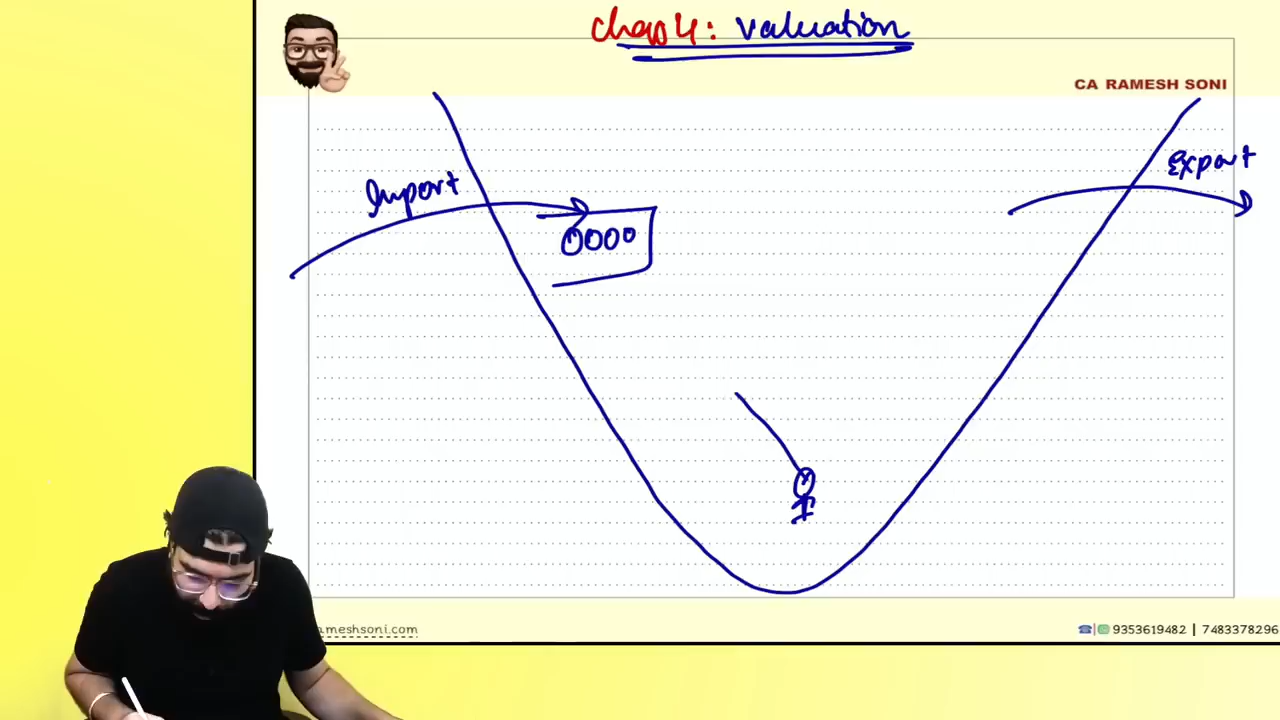 Chap 4: valuation
CA RAMESH SONI
Import
Export
0000
meshsoni.com
9353619482 | 7483378296